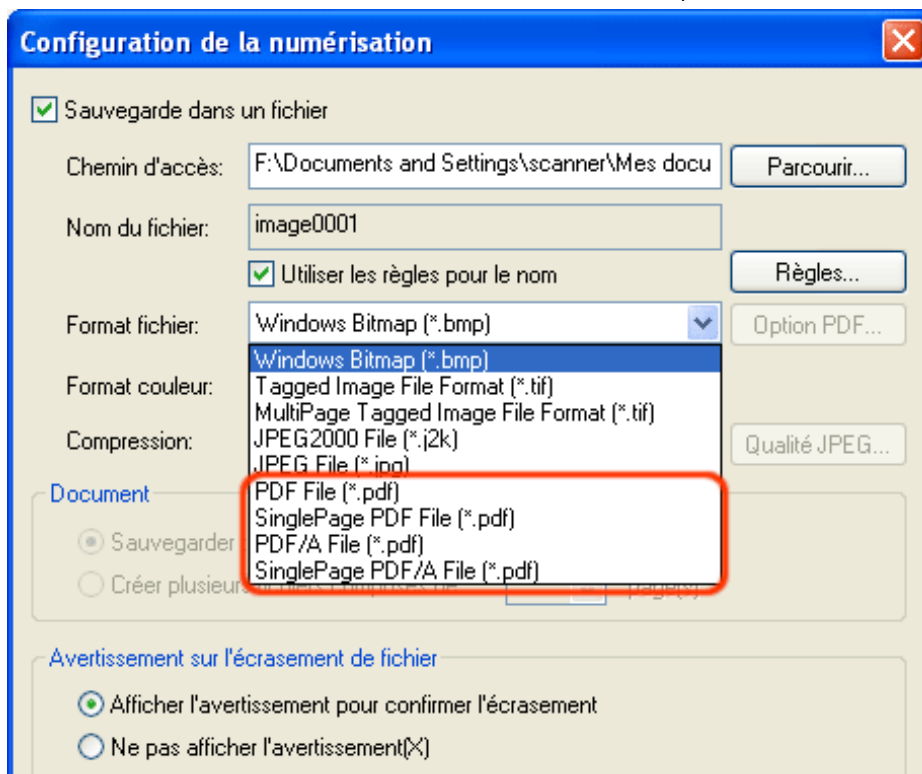 Configuration de la numérisation
Sauvegarde dans un fichier
Chemin d'accès: F:\Documents and Settings\scanner\Mes docu Parcourir...
Nom du fichier: image0001
Utiliser les règles pour le nom Règles...
Format fichier: Windows Bitmap (*.bmp) Option PDF...
Windows Bitmap (*.bmp)
Format couleur: Tagged Image File Format (*.tif)
MultiPage Tagged Image File Format (*.tif)
Compression: JPEG2000 File (*.j2k) Qualité JPEG...
JPEG File (*.jpg)
Document PDF File (*.pdf)
SinglePage PDF File (*.pdf)
Sauvegarder PDF/A File (*.pdf)
SinglePage PDF/A File (*.pdf)
Créer plusieurs page(s)
Avertissement sur l'écrasement de fichier
Afficher l'avertissement pour confirmer l'écrasement
Ne pas afficher l'avertissement(X)